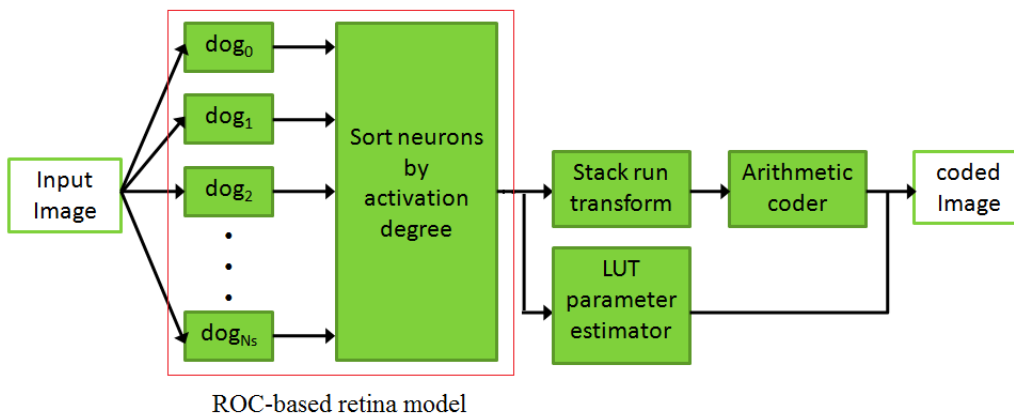 Input
Image
dog₀
dog₁
dog₂
dog_Ns
Sort neurons
by
activation
degree
Stack run
transform
Arithmetic
coder
LUT
parameter
estimator
coded
Image
ROC-based retina model